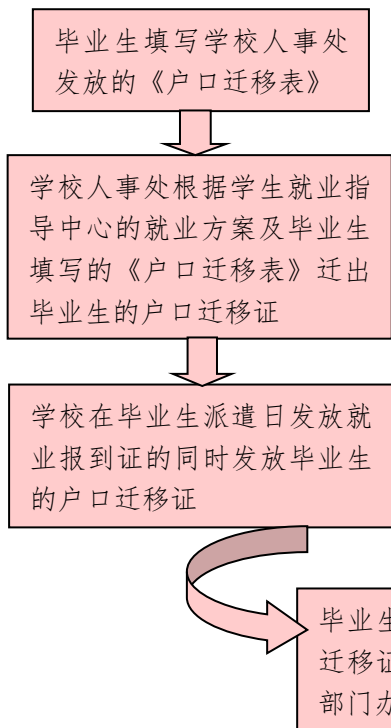 毕业生填写学校人事处
发放的《户口迁移表》
学校人事处根据学生就业指
导中心的就业方案及毕业生
填写的《户口迁移表》迁出
毕业生的户口迁移证
学校在毕业生派遣日发放就
业报到证的同时发放毕业生
的户口迁移证
毕业生
迁移证
部门办